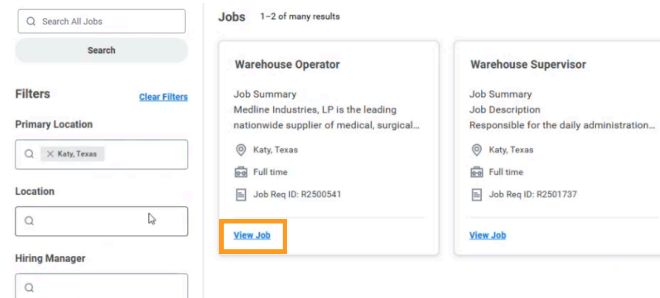 Search All Jobs
Search
Filters
Clear Filters
Primary Location
Katy, Texas
Location
Hiring Manager
Jobs 1-2 of many results
Warehouse Operator
Job Summary
Medline Industries, LP is the leading
nationwide supplier of medical, surgical...
Katy, Texas
Full time
Job Req ID: R2500541
View Job
Warehouse Supervisor
Job Summary
Job Description
Responsible for the daily administration...
Katy, Texas
Full time
Job Req ID: R2501737
View Job